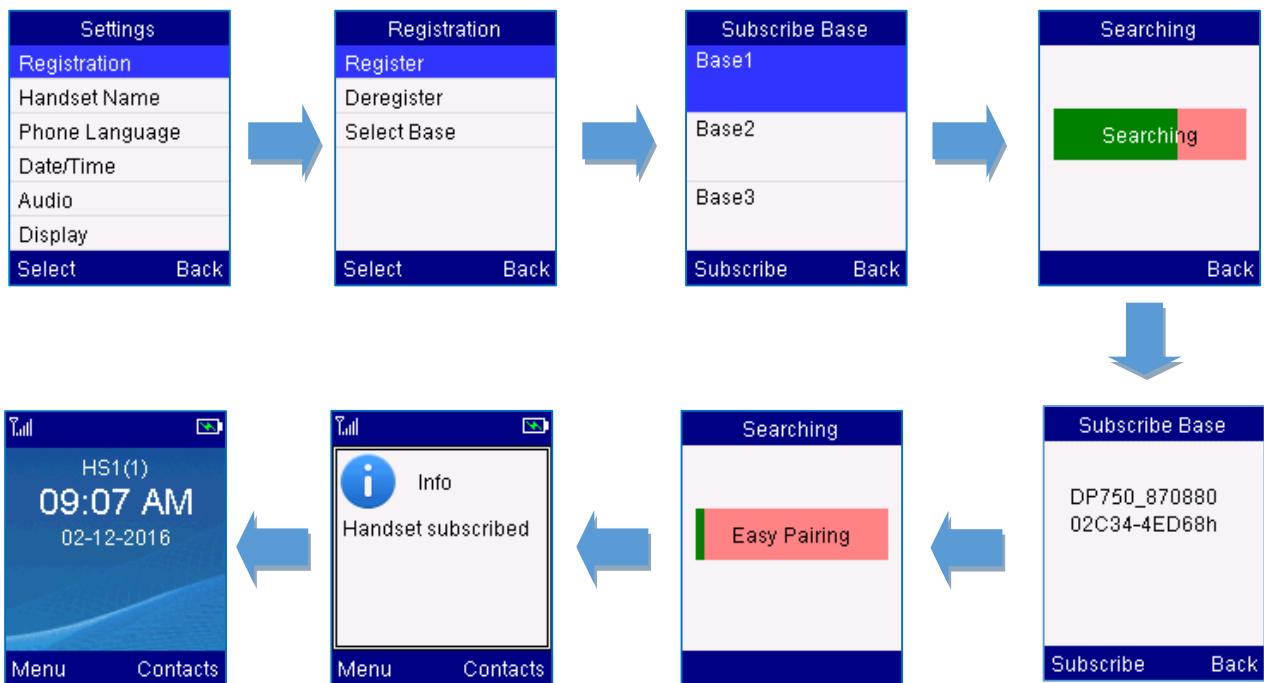 Settings
Registration
Handset Name
Phone Language
Date/Time
Audio
Display
Select Back
Registration
Register
Deregister
Select Base
Select Back
Subscribe Base
Base1
Base2
Base3
Subscribe Back
Searching
Searching
Back
Subscribe Base
DP750_870880
02C34-4ED68h
Subscribe Back
Searching
Easy Pairing
Info
Handset subscribed
Menu Contacts
HS1(1)
09:07 AM
02-12-2016
Menu Contacts